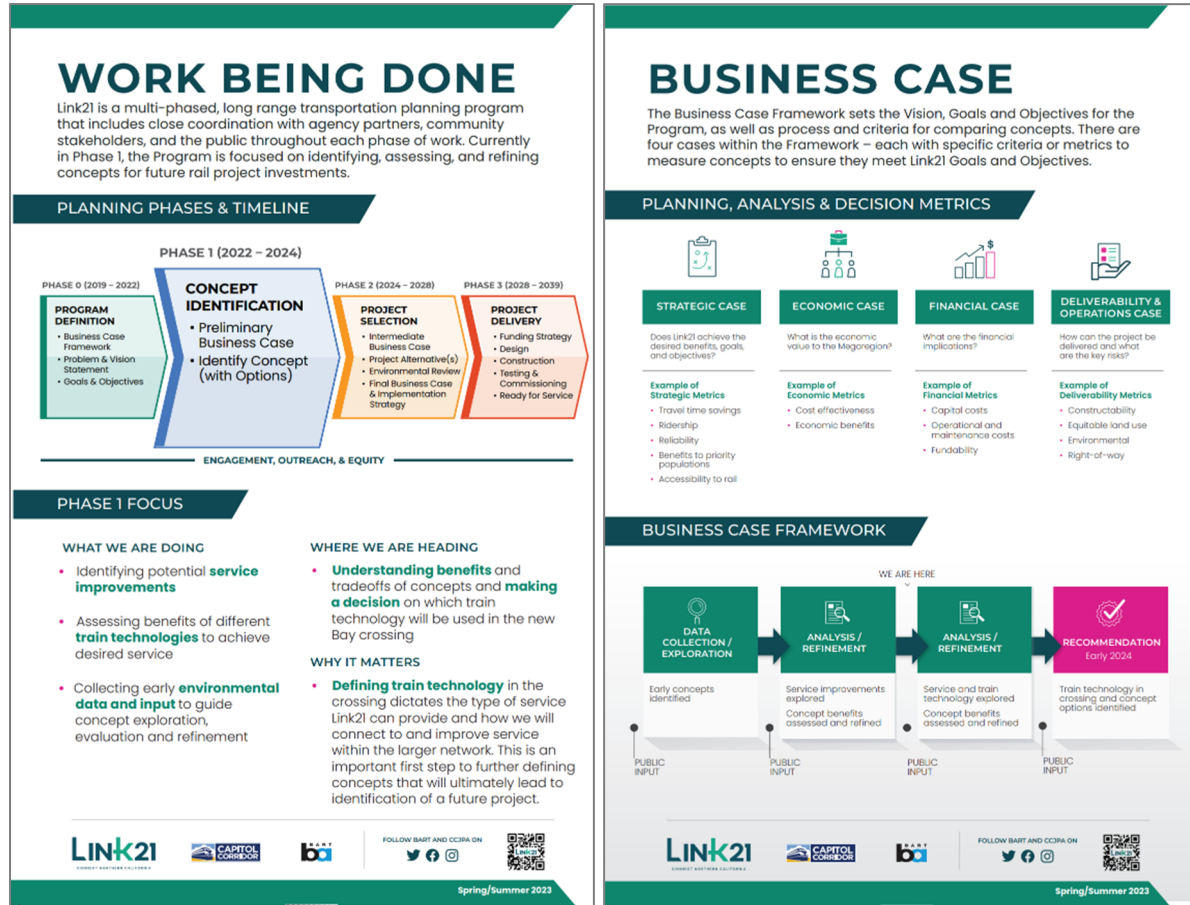 WORK BEING DONE
Link21 is a multi-phased, long range transportation planning program
that includes close coordination with agency partners, community
stakeholders, and the public throughout each phase of work. Currently
in Phase 1, the Program is focused on identifying, assessing, and refining
concepts for future rail project investments.
PLANNING PHASES & TIMELINE
PHASE 0 (2019 – 2022)
PROGRAM
DEFINITION
• Business Case
Framework
• Problem & Vision
Statement
• Goals & Objectives
PHASE 1 (2022 – 2024)
CONCEPT
IDENTIFICATION
• Preliminary
Business Case
• Identify Concept
(with Options)
PHASE 2 (2024 – 2028)
PROJECT
SELECTION
• Intermediate
Business Case
• Project Alternative(s)
• Environmental Review
• Final Business Case
& Implementation
Strategy
PHASE 3 (2028 – 2039)
PROJECT
DELIVERY
• Funding Strategy
• Design
• Construction
• Testing &
Commissioning
• Ready for Service
ENGAGEMENT, OUTREACH, & EQUITY
PHASE 1 FOCUS
WHAT WE ARE DOING
• Identifying potential service
improvements
• Assessing benefits of different
train technologies to achieve
desired service
• Collecting early environmental
data and input to guide
concept exploration,
evaluation and refinement
WHERE WE ARE HEADING
• Understanding benefits and
tradeoffs of concepts and making
a decision on which train
technology will be used in the new
Bay crossing
WHY IT MATTERS
• Defining train technology in the
crossing dictates the type of service
Link21 can provide and how we will
connect to and improve service
within the larger network. This is an
important first step to further defining
concepts that will ultimately lead to
identification of a future project.
LINK21
CONNECT NORTHERN CALIFORNIA
CAPITOL
CORRIDOR
BART
ba
FOLLOW BART AND CCJPA ON
LINK21
Spring/Summer 2023
BUSINESS CASE
The Business Case Framework sets the Vision, Goals and Objectives for the
Program, as well as process and criteria for comparing concepts. There are
four cases within the Framework – each with specific criteria or metrics to
measure concepts to ensure they meet Link21 Goals and Objectives.
PLANNING, ANALYSIS & DECISION METRICS
STRATEGIC CASE
Does Link21 achieve the
desired benefits, goals,
and objectives?
Example of
Strategic Metrics
• Travel time savings
• Ridership
• Reliability
• Benefits to priority
populations
• Accessibility to rail
ECONOMIC CASE
What is the economic
value to the Megaregion?
Example of
Economic Metrics
• Cost effectiveness
• Economic benefits
$
FINANCIAL CASE
What are the financial
implications?
Example of
Financial Metrics
• Capital costs
• Operational and
maintenance costs
• Fundability
DELIVERABILITY &
OPERATIONS CASE
How can the project be
delivered and what
are the key risks?
Example of
Deliverability Metrics
• Constructability
• Equitable land use
• Environmental
• Right-of-way
BUSINESS CASE FRAMEWORK
WE ARE HERE
DATA
COLLECTION /
EXPLORATION
Early concepts
identified
ANALYSIS /
REFINEMENT
Service improvements
explored
Concept benefits
assessed and refined
ANALYSIS /
REFINEMENT
Service and train
technology explored
Concept benefits
assessed and refined
RECOMMENDATION
Early 2024
Train technology in
crossing and concept
options identified
PUBLIC
INPUT
PUBLIC
INPUT
PUBLIC
INPUT
PUBLIC
INPUT
LINK21
CONNECT NORTHERN CALIFORNIA
CAPITOL
CORRIDOR
BART
ba
FOLLOW BART AND CCJPA ON
LINK21
Spring/Summer 2023